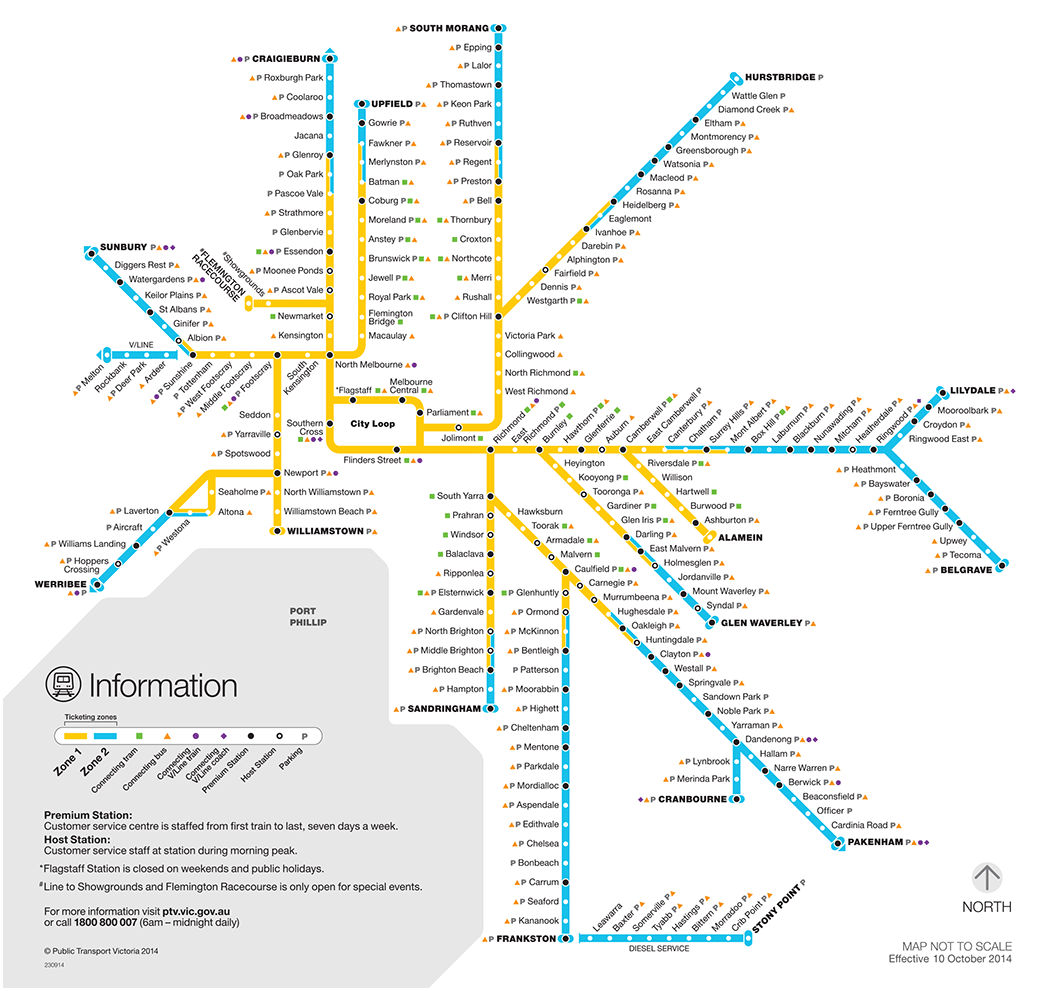 SOUTH MORANG
P Epping
P Lalor
P Thomastown
P Keon Park
P Ruthven
P Reservoir
P Regent
P Preston
P Bell
Thornbury
Croxton
Northcote
Merri
Rushall
P Clifton Hill
Victoria Park
Collingwood
North Richmond
West Richmond
P CRAIGIEBURN
P Roxburgh Park
P Coolaroo
P Broadmeadows
Jacana
P Glenroy
P Oak Park
P Pascoe Vale
P Strathmore
P Glenbervie
P Essendon
P Moonee Ponds
P Ascot Vale
Newmarket
Kensington
#Showgrounds
#FLEMINGTON
RACECOURSE
UPFIELD P
Gowrie P
Fawkner P
Merlynston P
Batman
Coburg P
Moreland P
Anstey P
Brunswick P
Jewell P
Royal Park P
Flemington
Bridge
Macaulay
North Melbourne
HURSTBRIDGE P
Wattle Glen P
Diamond Creek P
Eltham P
Montmorency P
Greensborough P
Watsonia P
Macleod P
Rosanna P
Heidelberg P
Eaglemont
Ivanhoe P
Darebin P
Alphington P
Fairfield P
Dennis P
Westgarth P
SUNBURY P
Diggers Rest P
Watergardens P
Keilor Plains P
St Albans P
Ginifer P
Albion P
V/LINE
P Melton
Rockbank
P Deer Park
Ardeer
P Sunshine
P Tottenham
P West Footscray
Middle Footscray
P Footscray
South
Kensington
*Flagstaff
Melbourne
Central
Parliament
City Loop
Southern
Cross
Jolimont
Flinders Street
Seddon
P Yarraville
P Spotswood
Newport P
North Williamstown P
Williamstown Beach P
WILLIAMSTOWN P
Seaholme P
Altona
P Westona
P Laverton
P Aircraft
P Williams Landing
P Hoppers
Crossing
WERRIBEE
P
Richmond
East
Richmond P
Burnley
Hawthorn P
Glenferrie
Auburn
Camberwell P
East Camberwell P
Canterbury P
Chatham P
Surrey Hills P
Mont Albert P
Box Hill P
Laburnum P
Blackburn P
Nunawading P
Mitcham P
Heatherdale P
Ringwood P
LILYDALE P
Mooroolbark P
Croydon P
Ringwood East P
P Heathmont
P Bayswater
P Boronia
P Ferntree Gully
P Upper Ferntree Gully
Upwey
P Tecoma
P BELGRAVE
Riversdale P
Willison
Hartwell
Burwood P
Ashburton P
ALAMEIN
Heyington
Kooyong P
Tooronga P
Gardiner P
Glen Iris P
Darling P
East Malvern P
Holmesglen P
Jordanville P
Mount Waverley P
Syndal P
GLEN WAVERLEY P
South Yarra
Prahran
Windsor
Balaclava
Ripponlea
P Elsternwick
Gardenvale
P North Brighton
P Middle Brighton
P Brighton Beach
P Hampton
P SANDRINGHAM
Hawksburn
Toorak
Armadale P
Malvern
Caulfield P
Carnegie P
Murrumbeena P
Hughesdale P
Oakleigh P
Huntingdale P
Clayton P
Westall P
Springvale P
Sandown Park P
Noble Park P
Yarraman P
Dandenong P
Hallam P
Narre Warren P
Berwick P
Beaconsfield P
Officer P
Cardinia Road P
PAKENHAM P
P Lynbrook
P Merinda Park
P CRANBOURNE
P Glenhuntly
P Ormond
P McKinnon
P Bentleigh
P Patterson
P Moorabbin
P Highett
P Cheltenham
P Mentone
P Parkdale
P Mordialloc
P Aspendale
P Edithvale
P Chelsea
P Bonbeach
P Carrum
P Seaford
P Kananook
P FRANKSTON
Leawarra
Baxter P
Somerville P
Tyabb P
Hastings P
Bittern P
Morradoo P
Crib Point P
STONY POINT P
DIESEL SERVICE
PORT
PHILLIP
Information
Ticketing zones
Zone 1
Zone 2
Connecting tram
Connecting bus
Connecting
V/Line train
Connecting
V/Line coach
Premium Station
Host Station
P
Parking
Premium Station:
Customer service centre is staffed from first train to last, seven days a week.
Host Station:
Customer service staff at station during morning peak.
*Flagstaff Station is closed on weekends and public holidays.
#Line to Showgrounds and Flemington Racecourse is only open for special events.
For more information visit ptv.vic.gov.au
or call 1800 800 007 (6am – midnight daily)
© Public Transport Victoria 2014
230914
NORTH
MAP NOT TO SCALE
Effective 10 October 2014